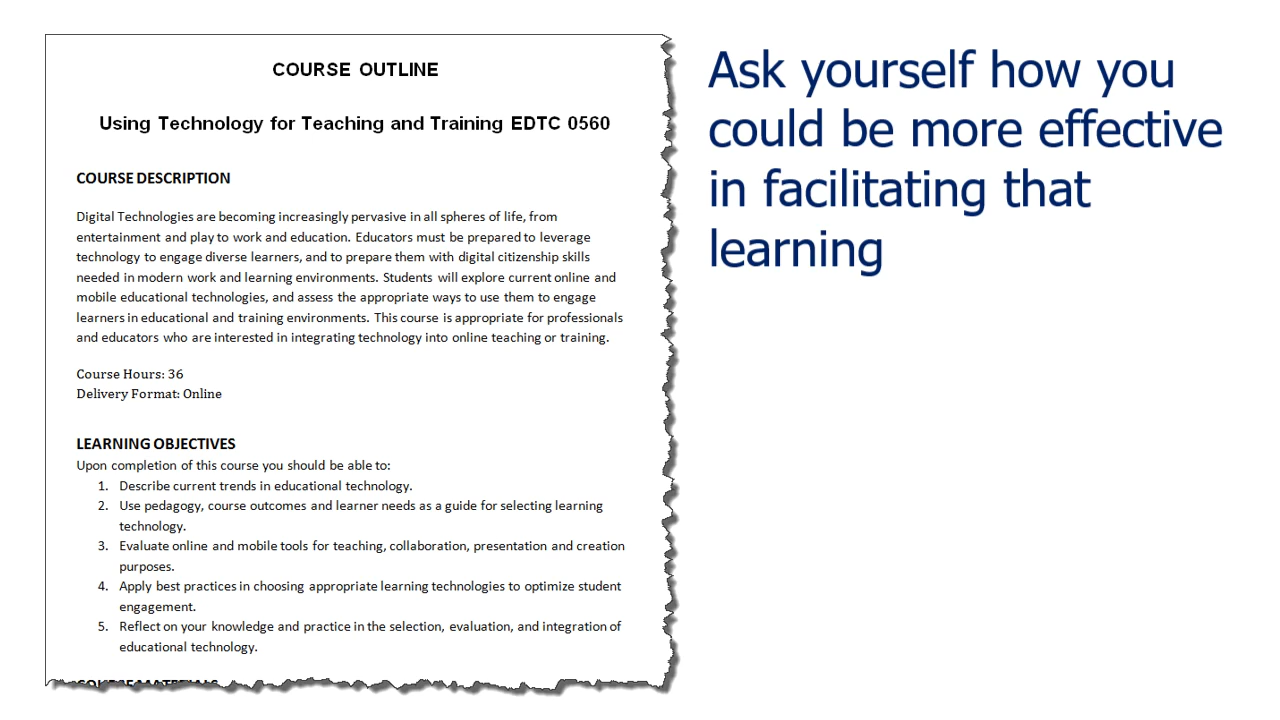 COURSE OUTLINE
Using Technology for Teaching and Training EDTC 0560
COURSE DESCRIPTION
Digital Technologies are becoming increasingly pervasive in all spheres of life, from
entertainment and play to work and education. Educators must be prepared to leverage
technology to engage diverse learners, and to prepare them with digital citizenship skills
needed in modern work and learning environments. Students will explore current online and
mobile educational technologies, and assess the appropriate ways to use them to engage
learners in educational and training environments. This course is appropriate for professionals
and educators who are interested in integrating technology into online teaching or training.
Course Hours: 36
Delivery Format: Online
LEARNING OBJECTIVES
Upon completion of this course you should be able to:
1. Describe current trends in educational technology.
2. Use pedagogy, course outcomes and learner needs as a guide for selecting learning
technology.
3. Evaluate online and mobile tools for teaching, collaboration, presentation and creation
purposes.
4. Apply best practices in choosing appropriate learning technologies to optimize student
engagement.
5. Reflect on your knowledge and practice in the selection, evaluation, and integration of
educational technology.
COURSE MATERIALS
Ask yourself how you
could be more effective
in facilitating that
learning